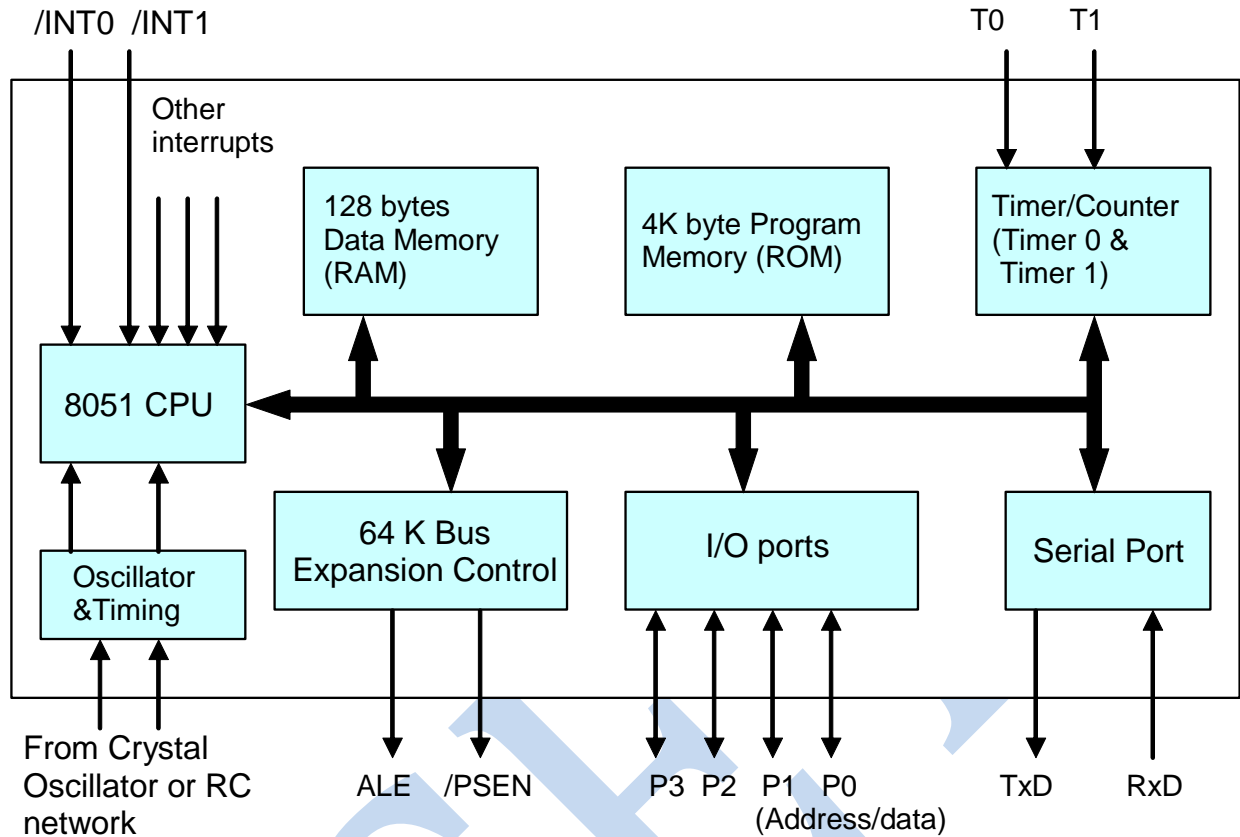 /INT0 /INT1
T0 T1
Other
interrupts
128 bytes
Data Memory
(RAM)
4K byte Program
Memory (ROM)
Timer/Counter
(Timer 0 &
Timer 1)
8051 CPU
64 K Bus
Expansion Control
I/O ports
Serial Port
Oscillator
&Timing
From Crystal
Oscillator or RC
network
ALE /PSEN
P3 P2 P1 P0
(Address/data)
TxD RxD